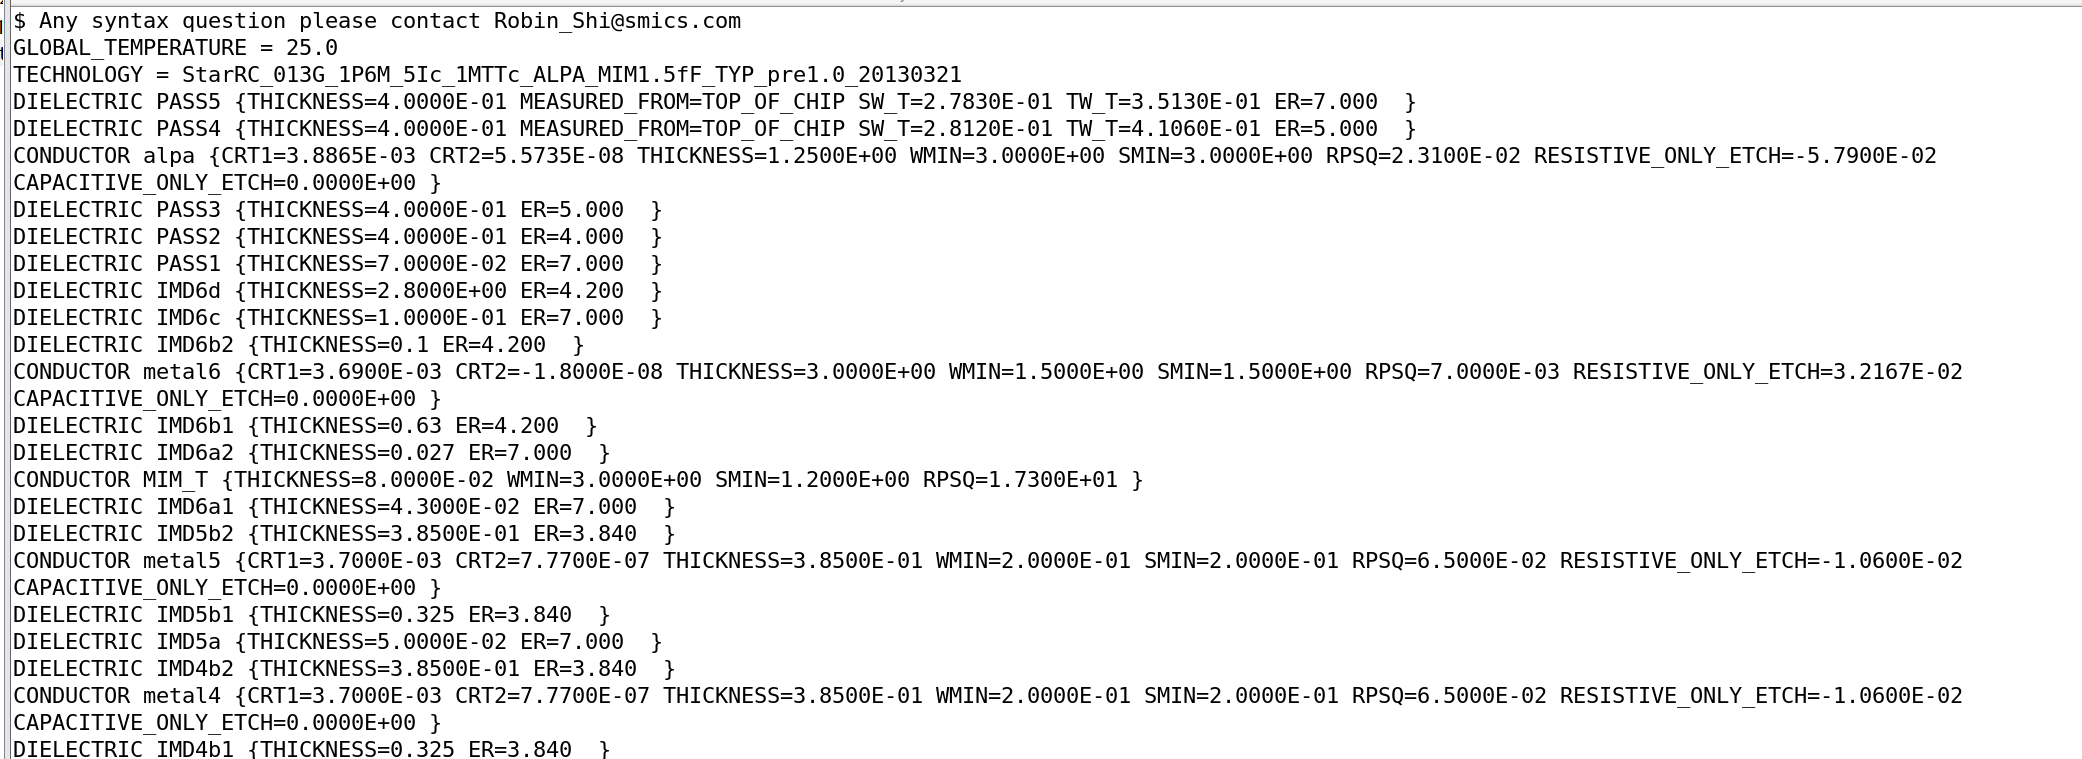 $ Any syntax question please contact Robin_Shi@smics.com
GLOBAL_TEMPERATURE = 25.0
TECHNOLOGY = StarRC_013G_1P6M_5Ic_1MTTc_ALPA_MIM1.5fF_TYP_pre1.0_20130321
DIELECTRIC PASS5 {THICKNESS=4.0000E-01 MEASURED_FROM=TOP_OF_CHIP SW_T=2.7830E-01 TW_T=3.5130E-01 ER=7.000  }
DIELECTRIC PASS4 {THICKNESS=4.0000E-01 MEASURED_FROM=TOP_OF_CHIP SW_T=2.8120E-01 TW_T=4.1060E-01 ER=5.000  }
CONDUCTOR alpa {CRT1=3.8865E-03 CRT2=5.5735E-08 THICKNESS=1.2500E+00 WMIN=3.0000E+00 SMIN=3.0000E+00 RPSQ=2.3100E-02 RESISTIVE_ONLY_ETCH=-5.7900E-02
CAPACITIVE_ONLY_ETCH=0.0000E+00 }
DIELECTRIC PASS3 {THICKNESS=4.0000E-01 ER=5.000  }
DIELECTRIC PASS2 {THICKNESS=4.0000E-01 ER=4.000  }
DIELECTRIC PASS1 {THICKNESS=7.0000E-02 ER=7.000  }
DIELECTRIC IMD6d {THICKNESS=2.8000E+00 ER=4.200  }
DIELECTRIC IMD6c {THICKNESS=1.0000E-01 ER=7.000  }
DIELECTRIC IMD6b2 {THICKNESS=0.1 ER=4.200  }
CONDUCTOR metal6 {CRT1=3.6900E-03 CRT2=-1.8000E-08 THICKNESS=3.0000E+00 WMIN=1.5000E+00 SMIN=1.5000E+00 RPSQ=7.0000E-03 RESISTIVE_ONLY_ETCH=3.2167E-02
CAPACITIVE_ONLY_ETCH=0.0000E+00 }
DIELECTRIC IMD6b1 {THICKNESS=0.63 ER=4.200  }
DIELECTRIC IMD6a2 {THICKNESS=0.027 ER=7.000  }
CONDUCTOR MIM_T {THICKNESS=8.0000E-02 WMIN=3.0000E+00 SMIN=1.2000E+00 RPSQ=1.7300E+01 }
DIELECTRIC IMD6a1 {THICKNESS=4.3000E-02 ER=7.000  }
DIELECTRIC IMD5b2 {THICKNESS=3.8500E-01 ER=3.840  }
CONDUCTOR metal5 {CRT1=3.7000E-03 CRT2=7.7700E-07 THICKNESS=3.8500E-01 WMIN=2.0000E-01 SMIN=2.0000E-01 RPSQ=6.5000E-02 RESISTIVE_ONLY_ETCH=-1.0600E-02
CAPACITIVE_ONLY_ETCH=0.0000E+00 }
DIELECTRIC IMD5b1 {THICKNESS=0.325 ER=3.840  }
DIELECTRIC IMD5a {THICKNESS=5.0000E-02 ER=7.000  }
DIELECTRIC IMD4b2 {THICKNESS=3.8500E-01 ER=3.840  }
CONDUCTOR metal4 {CRT1=3.7000E-03 CRT2=7.7700E-07 THICKNESS=3.8500E-01 WMIN=2.0000E-01 SMIN=2.0000E-01 RPSQ=6.5000E-02 RESISTIVE_ONLY_ETCH=-1.0600E-02
CAPACITIVE_ONLY_ETCH=0.0000E+00 }
DIELECTRIC IMD4b1 {THICKNESS=0.325 ER=3.840  }